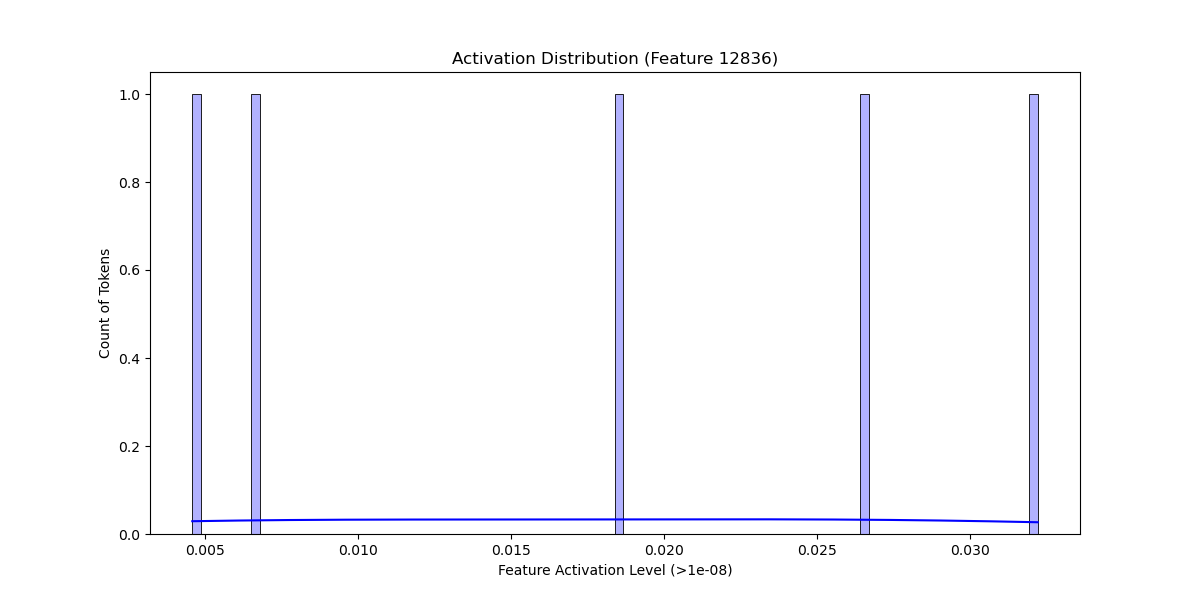 Activation Distribution (Feature 12836)
1.0
0.8
0.6
0.4
0.2
0.0
Count of Tokens
0.005 0.010 0.015 0.020 0.025 0.030
Feature Activation Level (>1e-08)